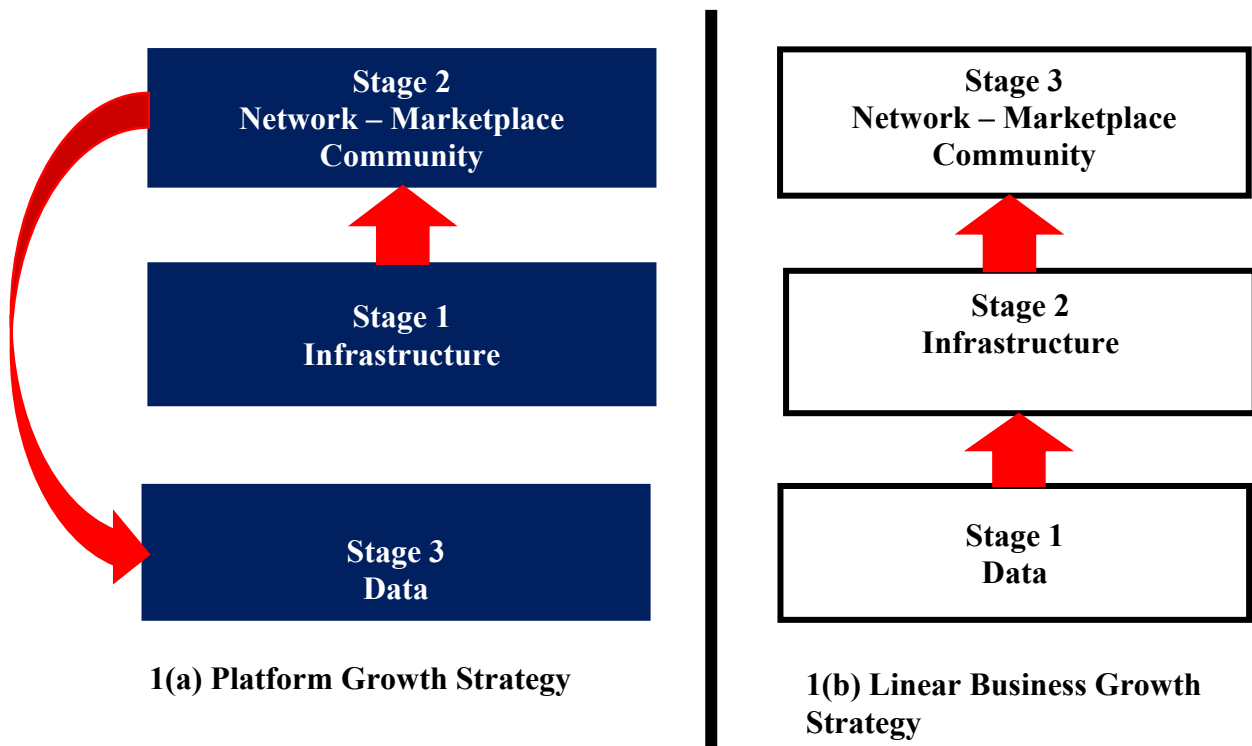 Stage 2
Network – Marketplace
Community
Stage 1
Infrastructure
Stage 3
Data
1(a) Platform Growth Strategy
Stage 3
Network – Marketplace
Community
Stage 2
Infrastructure
Stage 1
Data
1(b) Linear Business Growth
Strategy